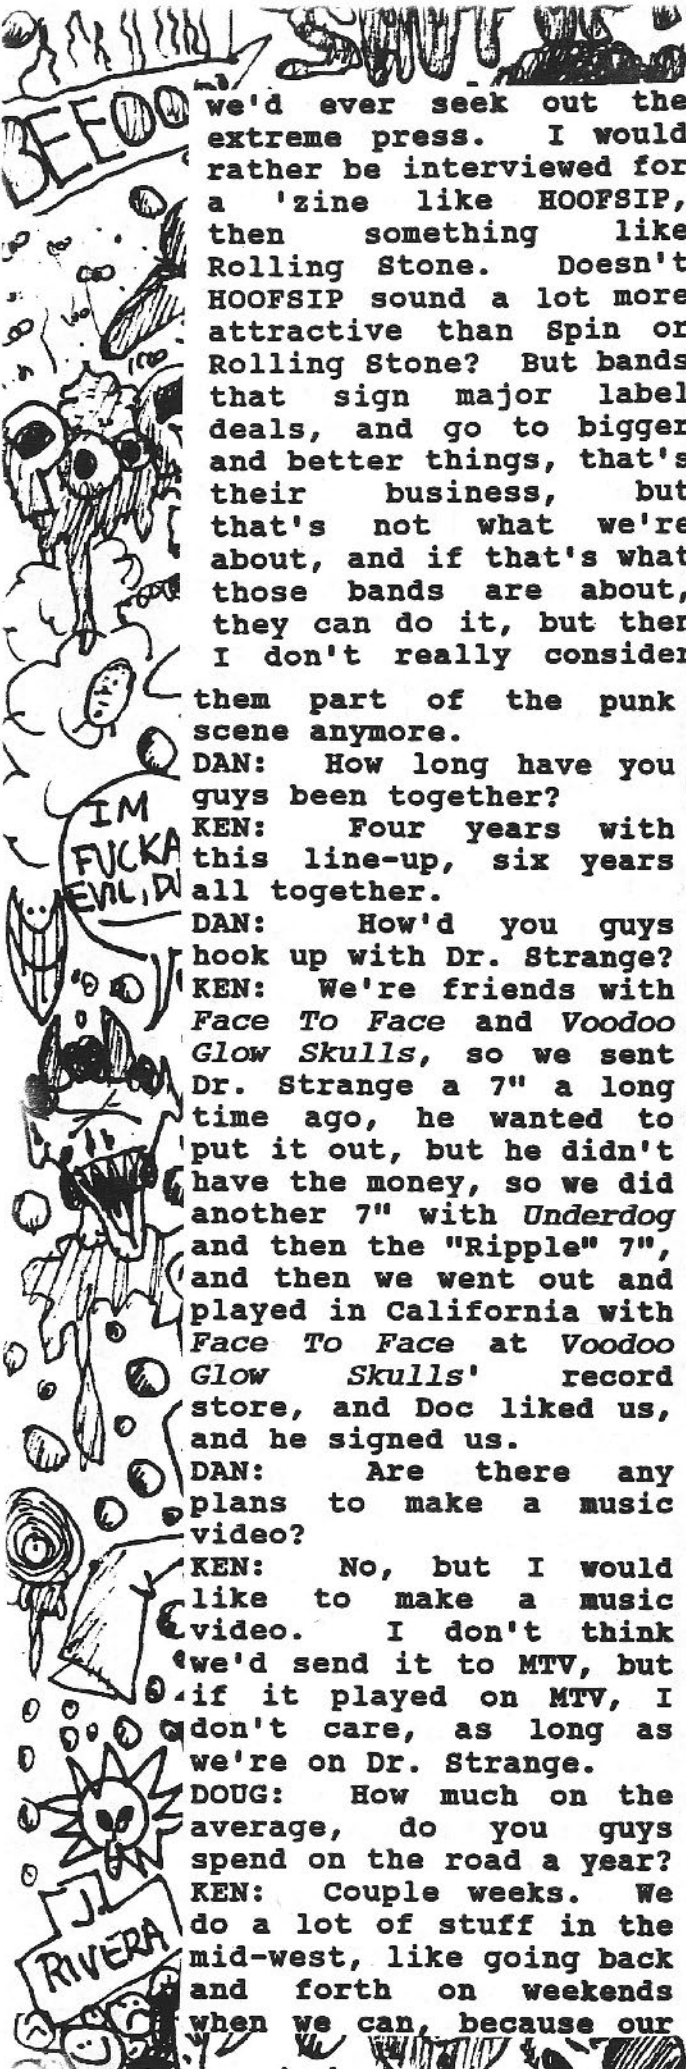 BEEOO
we'd ever seek out the
extreme press. I would
rather be interviewed for
a 'zine like HOOFSIP,
then something like
Rolling Stone. Doesn't
HOOFSIP sound a lot more
attractive than Spin or
Rolling Stone? But bands
that sign major label
deals, and go to bigger
and better things, that's
their business, but
that's not what we're
about, and if that's what
those bands are about,
they can do it, but then
I don't really consider
them part of the punk
scene anymore.
DAN: How long have you
guys been together?
KEN: Four years with
this line-up, six years
all together.
DAN: How'd you guys
hook up with Dr. Strange?
KEN: We're friends with
Face To Face and Voodoo
Glow Skulls, so we sent
Dr. Strange a 7" a long
time ago, he wanted to
put it out, but he didn't
have the money, so we did
another 7" with Underdog
and then the "Ripple" 7",
and then we went out and
played in California with
Face To Face at Voodoo
Glow Skulls' record
store, and Doc liked us,
and he signed us.
DAN: Are there any
plans to make a music
video?
KEN: No, but I would
like to make a music
video. I don't think
we'd send it to MTV, but
if it played on MTV, I
don't care, as long as
we're on Dr. Strange.
DOUG: How much on the
average, do you guys
spend on the road a year?
KEN: Couple weeks. We
do a lot of stuff in the
mid-west, like going back
and forth on weekends
when we can, because our
IM
FUCKA
EVIL, DU
J.
RIVERA